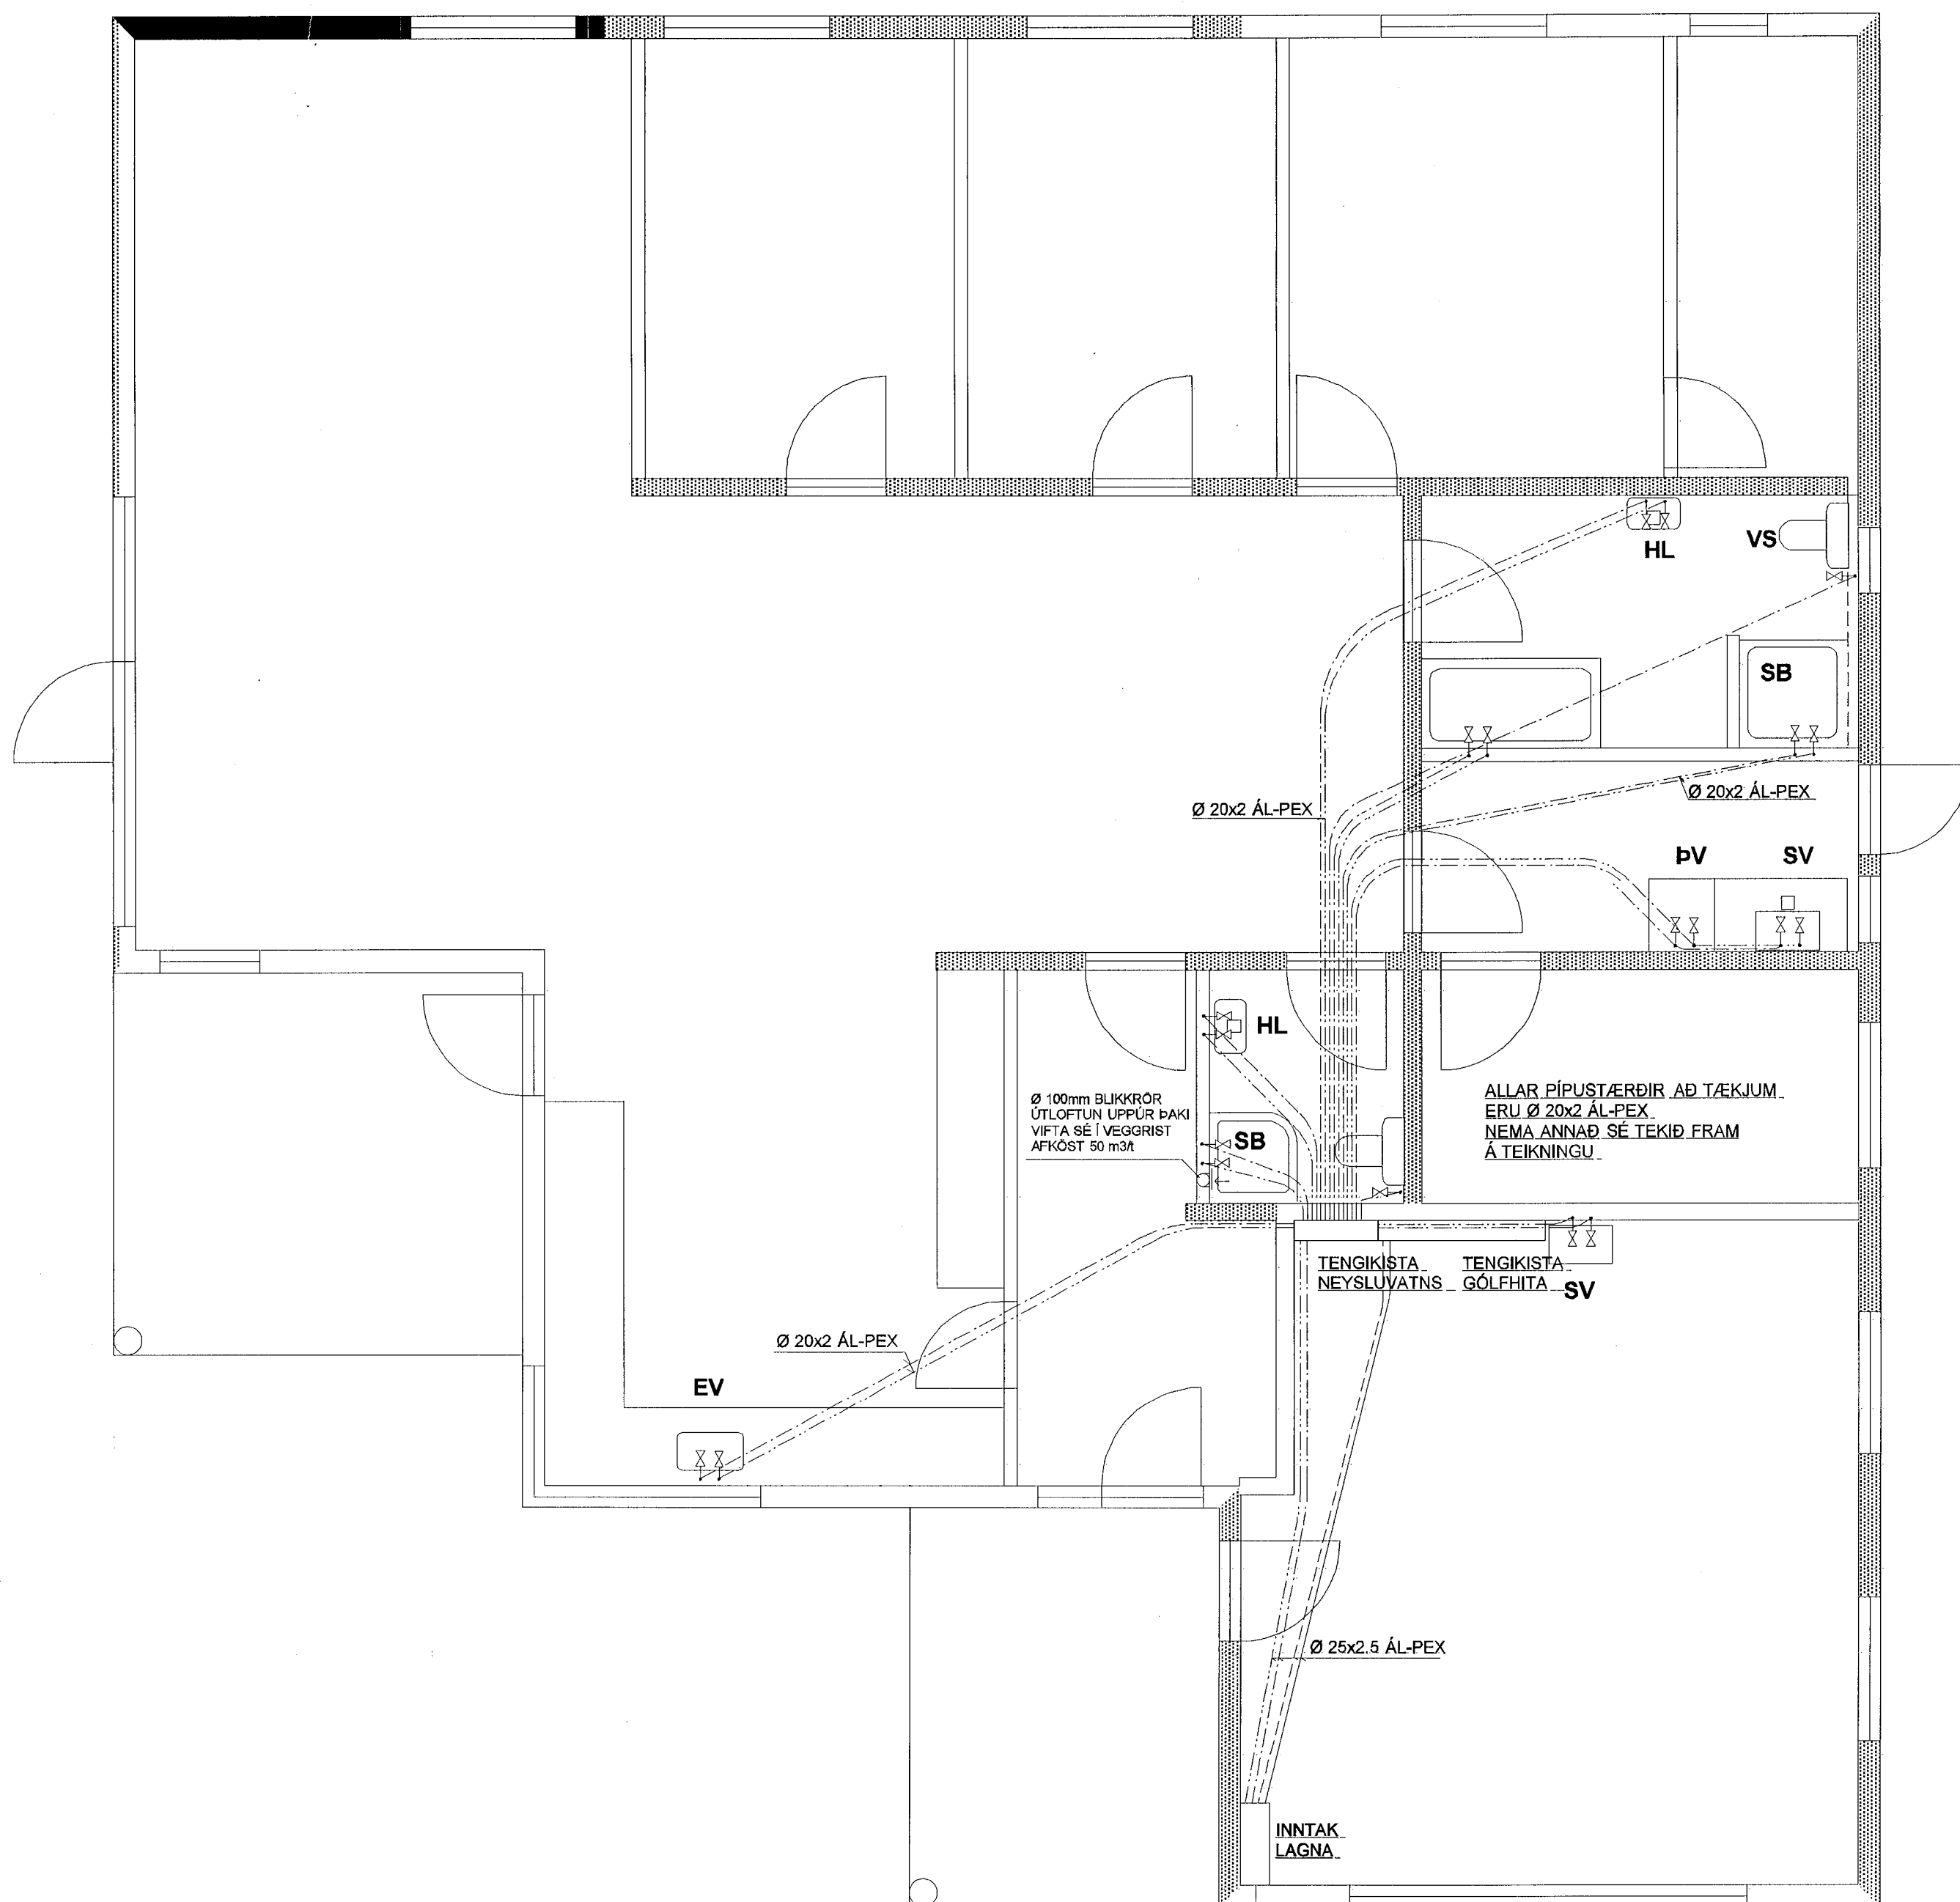 HL
VS
SB
Ø 20x2 ÁL-PEX
Ø 20x2 ÁL-PEX
ÞV
SV
HL
Ø 100mm BLIKKRÖR
ÚTLOFTUN UPPÚR ÞAKI
VIFTA SÉ Í VEGGRIST
AFKÖST 50 m3/t
SB
ALLAR PÍPUSTÆRÐIR AÐ TÆKJUM
ERU Ø 20x2 ÁL-PEX
NEMA ANNAÐ SÉ TEKIÐ FRAM
Á TEIKNINGU
TENGIKISTA
NEYSLUVATNS
TENGIKISTA
GÓLFHITA
SV
Ø 20x2 ÁL-PEX
EV
Ø 25x2.5 ÁL-PEX
INNTAK
LAGNA